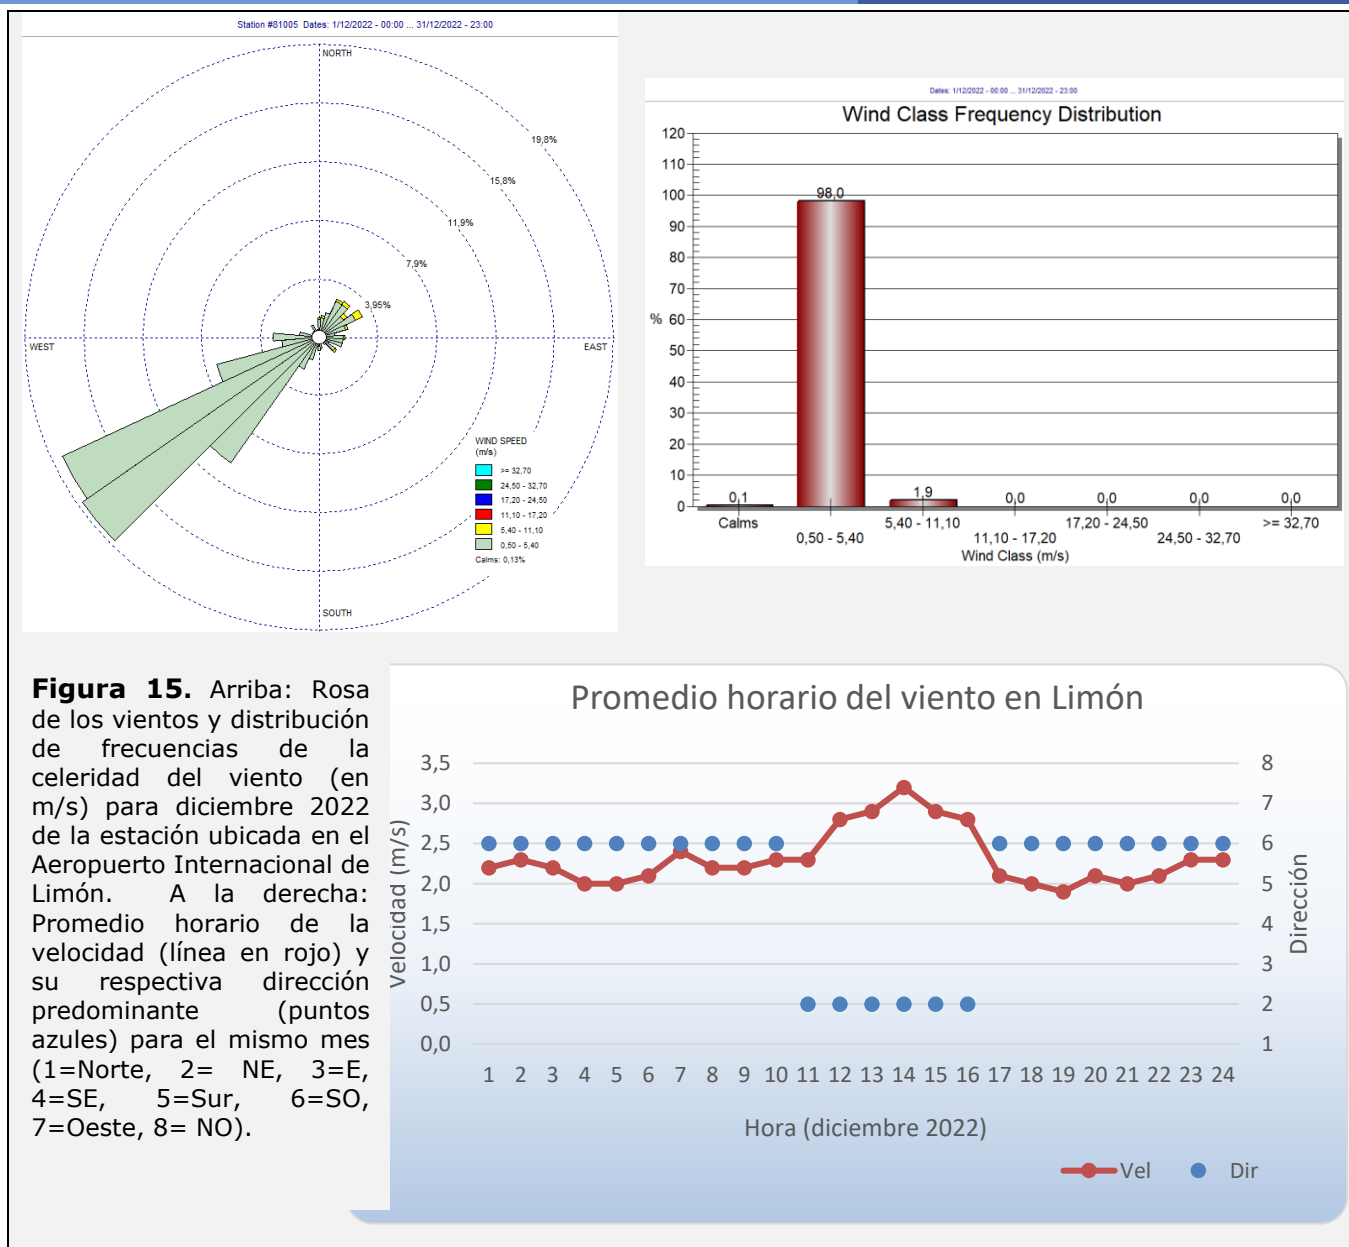 Station #81005 Dates: 1/12/2022 - 00:00 ... 31/12/2022 - 23:00
NORTH
19,8%
15,8%
11,9%
7,9%
3,95%
WEST
EAST
SOUTH
WIND SPEED
(m/s)
>= 32,70
24,50 - 32,70
17,20 - 24,50
11,10 - 17,20
5,40 - 11,10
0,50 - 5,40
Calms: 0,13%
Dates: 1/12/2022 - 00:00 ... 31/12/2022 - 23:00
Wind Class Frequency Distribution
120
110
100
90
80
70
% 60
50
40
30
20
10
0
0,1
98,0
1,9
0,0
0,0
0,0
0,0
Calms
5,40 - 11,10
17,20 - 24,50
>= 32,70
0,50 - 5,40
11,10 - 17,20
24,50 - 32,70
Wind Class (m/s)
Figura 15. Arriba: Rosa
de los vientos y distribución
de frecuencias de la
celeridad del viento (en
m/s) para diciembre 2022
de la estación ubicada en el
Aeropuerto Internacional de
Limón. A la derecha:
Promedio horario de la
velocidad (línea en rojo) y
su respectiva dirección
predominante (puntos
azules) para el mismo mes
(1=Norte, 2= NE, 3=E,
4=SE, 5=Sur, 6=SO,
7=Oeste, 8= NO).
Promedio horario del viento en Limón
Velocidad (m/s)
3,5
3,0
2,5
2,0
1,5
1,0
0,5
0,0
8
7
6
5
4
3
2
1
Dirección
1 2 3 4 5 6 7 8 9 10 11 12 13 14 15 16 17 18 19 20 21 22 23 24
Hora (diciembre 2022)
Vel
Dir